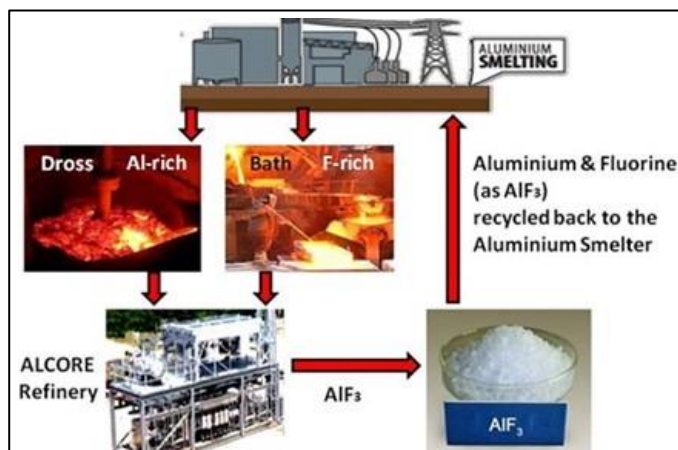 ALUMINIUM
SMELTING
Dross Al-rich
Bath F-rich
Aluminium & Fluorine
(as AlF₃)
recycled back to the
Aluminium Smelter
ALCORE
Refinery
AlF₃
AlF₃